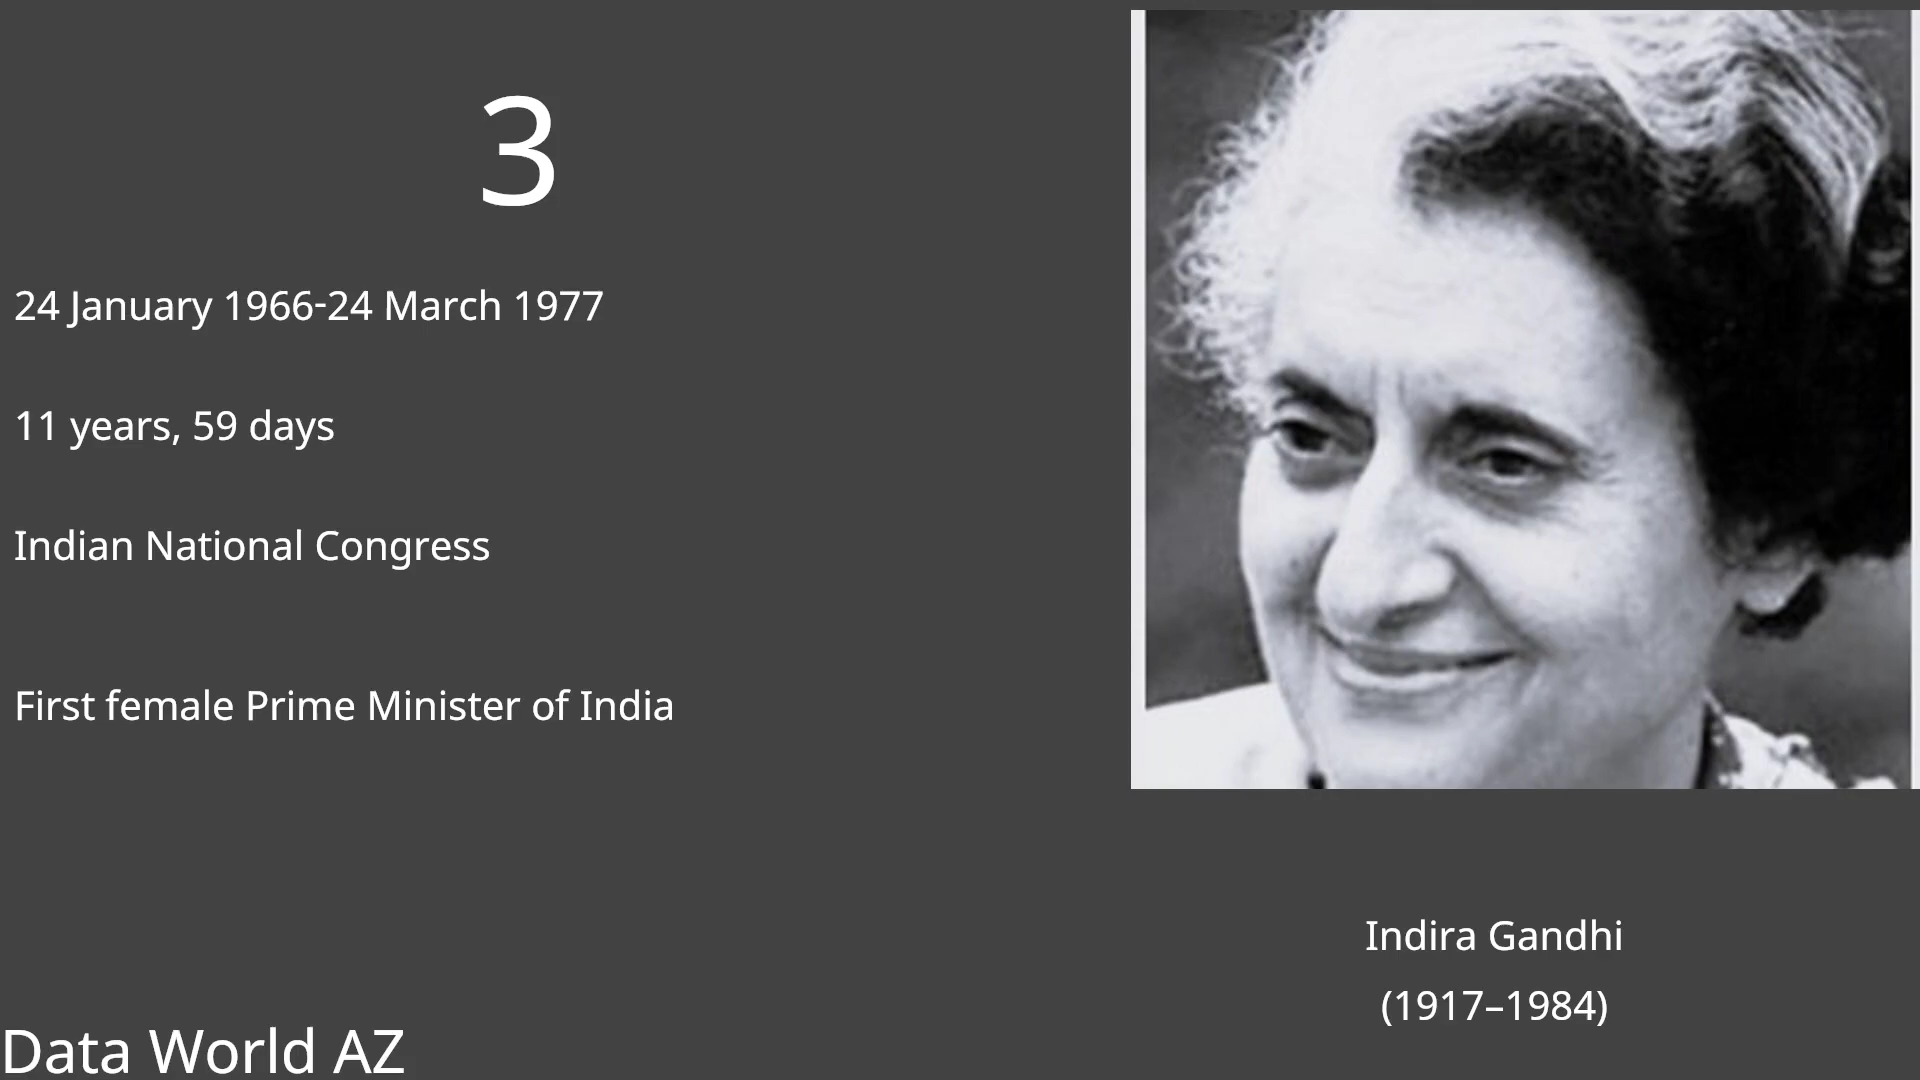 3
24 January 1966-24 March 1977
11 years, 59 days
Indian National Congress
First female Prime Minister of India
Indira Gandhi
(1917–1984)
Data World AZ